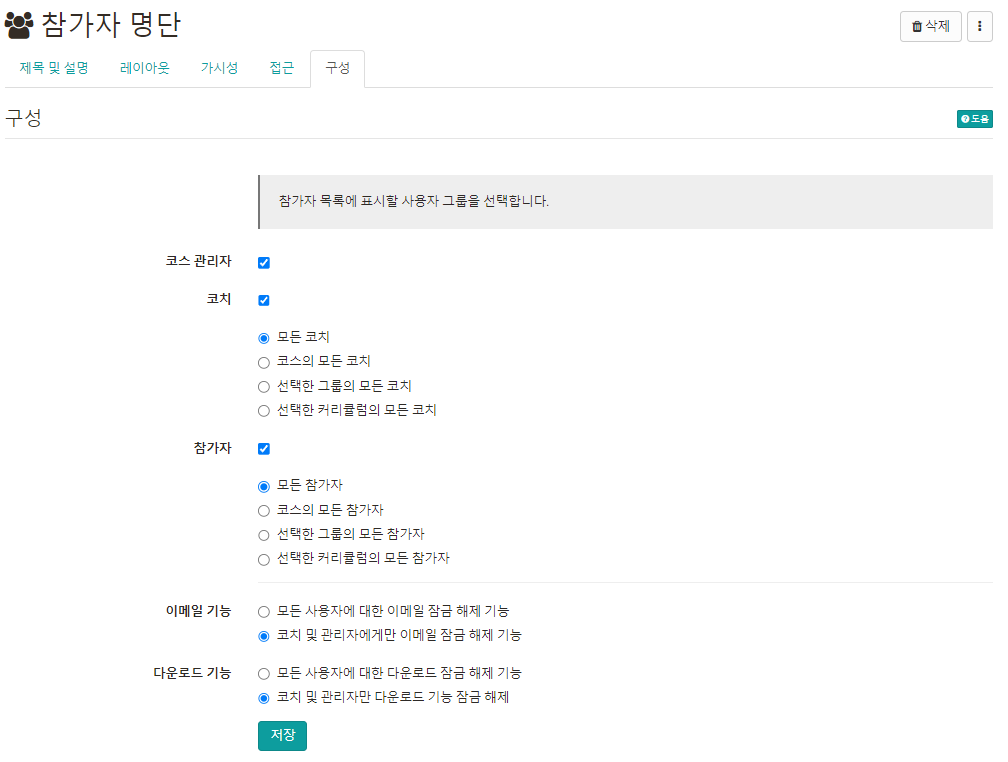 참가자 명단
삭제
제목 및 설명 레이아웃 가시성 접근 구성
구성
도움
참가자 목록에 표시할 사용자 그룹을 선택합니다.
코스 관리자
코치
모든 코치
코스의 모든 코치
선택한 그룹의 모든 코치
선택한 커리큘럼의 모든 코치
참가자
모든 참가자
코스의 모든 참가자
선택한 그룹의 모든 참가자
선택한 커리큘럼의 모든 참가자
이메일 기능
모든 사용자에 대한 이메일 잠금 해제 기능
코치 및 관리자에게만 이메일 잠금 해제 기능
다운로드 기능
모든 사용자에 대한 다운로드 잠금 해제 기능
코치 및 관리자만 다운로드 기능 잠금 해제
저장